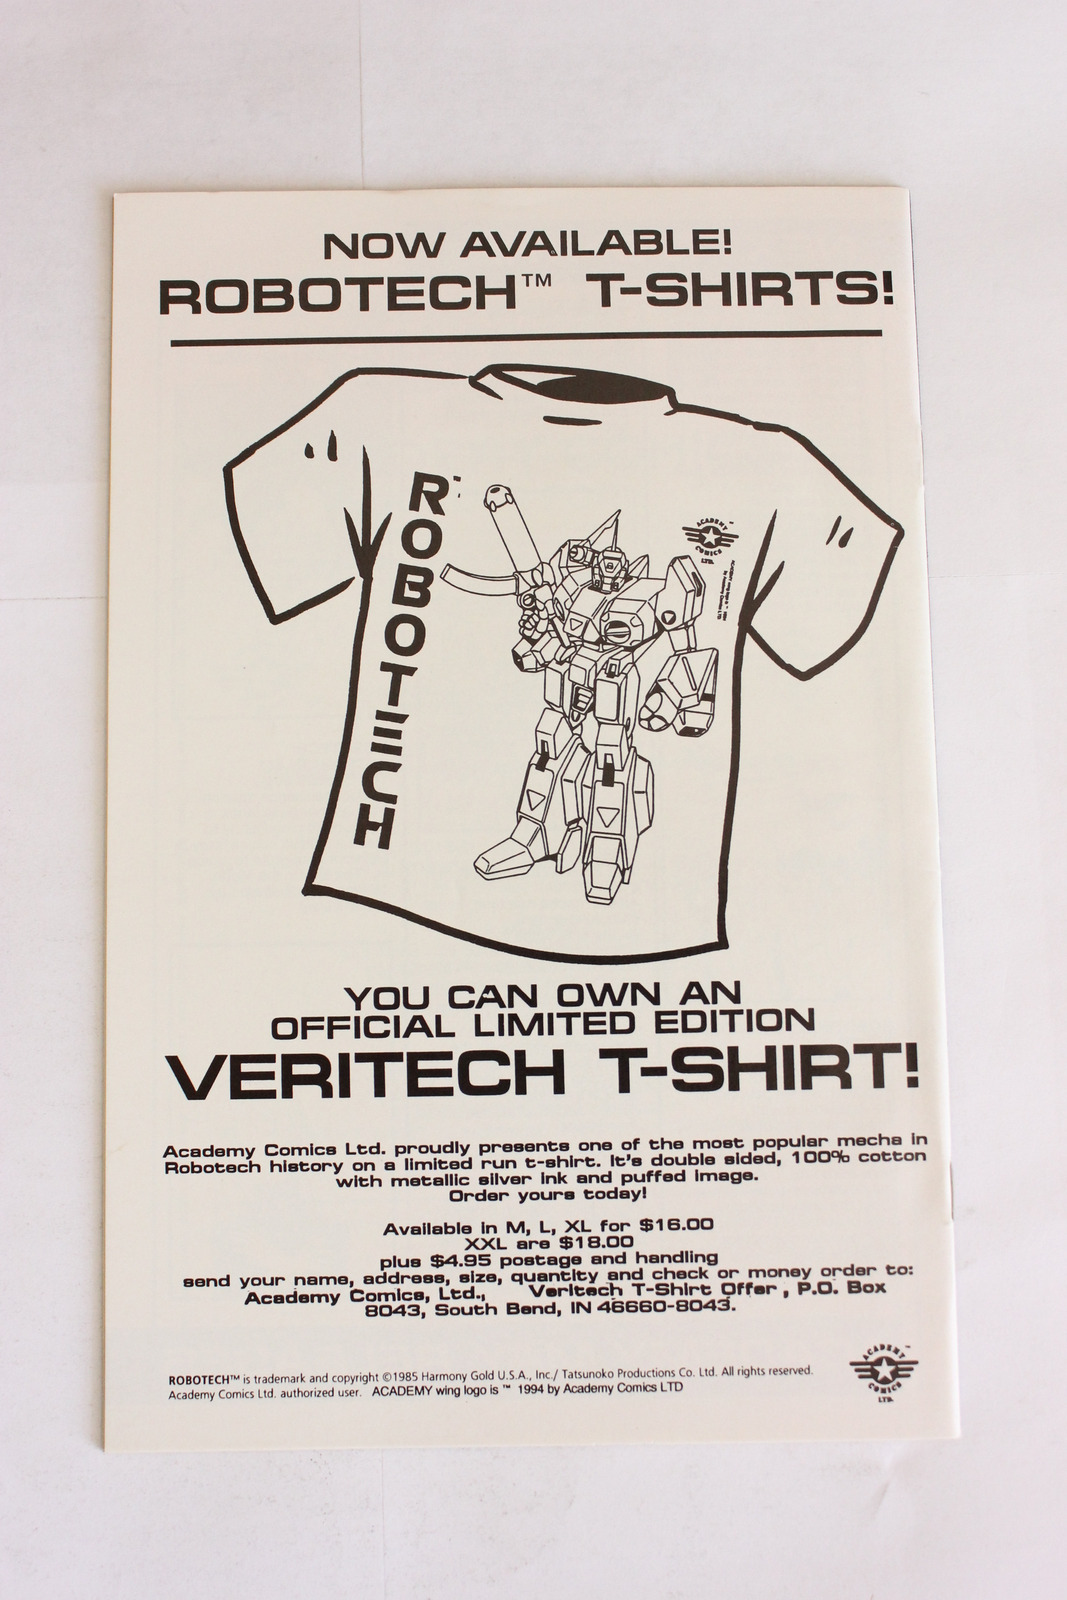 NOW AVAILABLE!
ROBOTECH™ T-SHIRTS!
ROBOTECH
ACADEMY
COMICS
LTD.
YOU CAN OWN AN
OFFICIAL LIMITED EDITION
VERITECH T-SHIRT!
Academy Comics Ltd. proudly presents one of the most popular mecha in
Robotech history on a limited run t-shirt. It's double sided, 100% cotton
with metallic silver ink and puffed image.
Order yours today!
Available in M, L, XL for $16.00
XXL are $18.00
plus $4.95 postage and handling
send your name, address, size, quantity and check or money order to:
Academy Comics, Ltd., Veritech T-Shirt Offer , P.O. Box
8043, South Bend, IN 46660-8043.
ROBOTECH™ is trademark and copyright ©1985 Harmony Gold U.S.A., Inc./ Tatsunoko Productions Co. Ltd. All rights reserved.
Academy Comics Ltd. authorized user. ACADEMY wing logo is ™ 1994 by Academy Comics LTD
ACADEMY
COMICS
LTD.